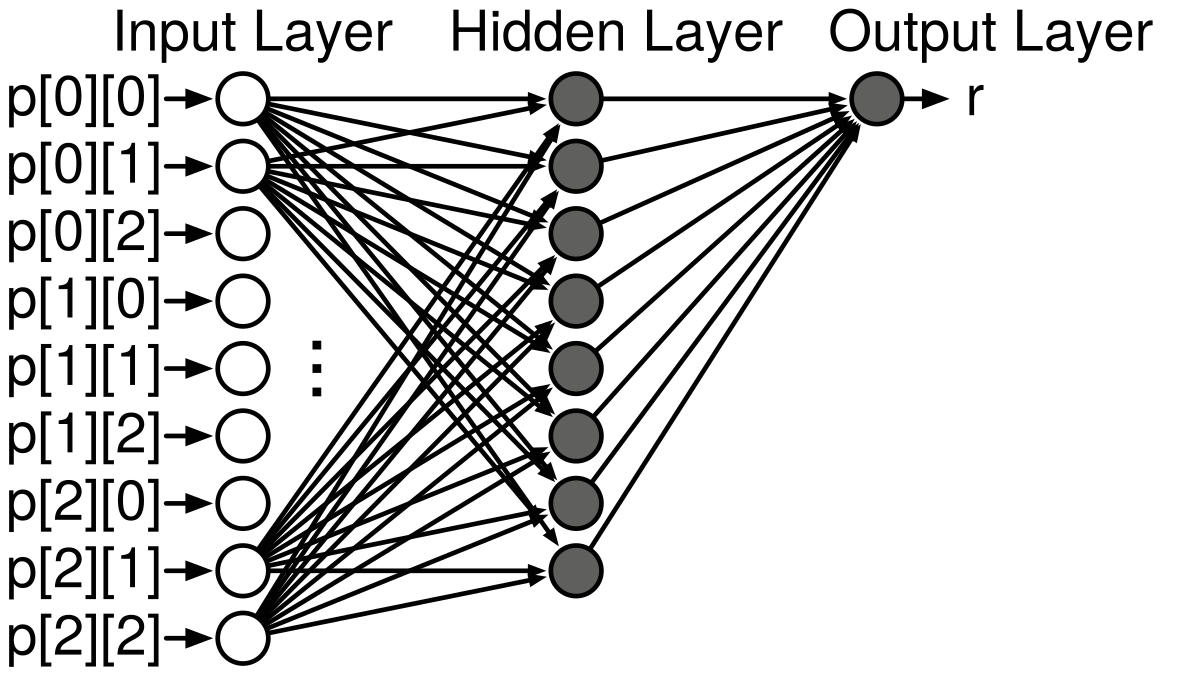 Input Layer Hidden Layer Output Layer
p[0][0] r
p[0][1]
p[0][2]
p[1][0]
p[1][1]
p[1][2]
p[2][0]
p[2][1]
p[2][2]